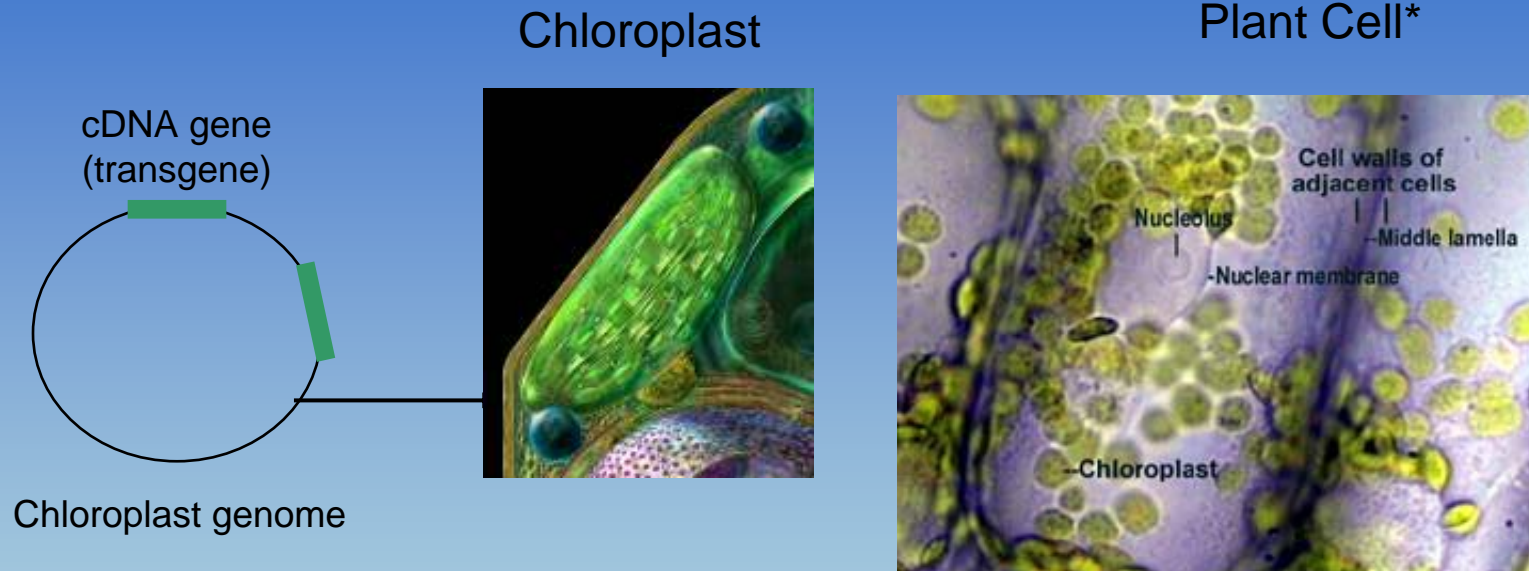 Chloroplast
Plant Cell*
cDNA gene
(transgene)
Chloroplast genome
Cell walls of
adjacent cells
Nucleolus
-Middle lamella
-Nuclear membrane
--Chloroplast